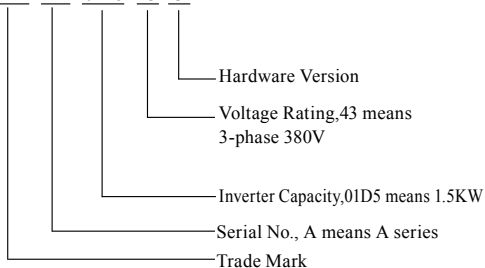 Hardware Version
Voltage Rating,43 means
3-phase 380V
Inverter Capacity,01D5 means 1.5KW
Serial No., A means A series
Trade Mark